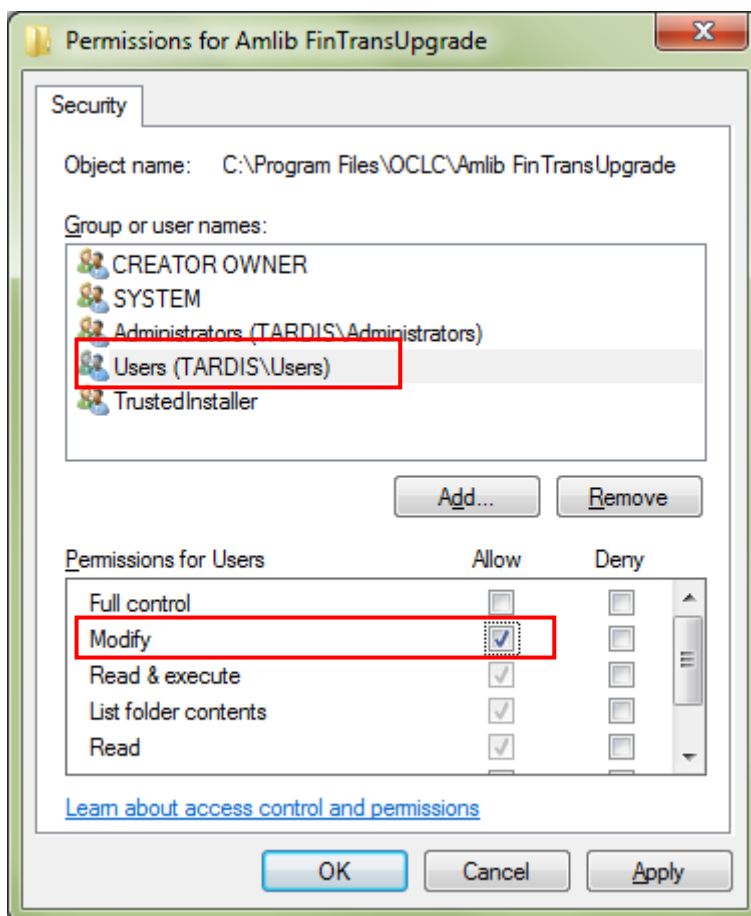 Permissions for Amlib FinTransUpgrade
Security
Object name: C:\Program Files\OCLC\Amlib FinTransUpgrade
Group or user names:
CREATOR OWNER
SYSTEM
Administrators (TARDIS\Administrators)
Users (TARDIS\Users)
TrustedInstaller
Add... Remove
Permissions for Users Allow Deny
Full control
Modify
Read & execute
List folder contents
Read
Learn about access control and permissions
OK Cancel Apply